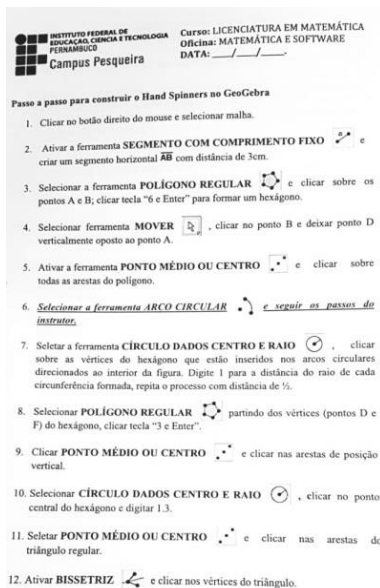 INSTITUTO FEDERAL DE
EDUCAÇÃO, CIÊNCIA E TECNOLOGIA
PERNAMBUCO
Campus Pesqueira
Curso: LICENCIATURA EM MATEMÁTICA
Oficina: MATEMÁTICA E SOFTWARE
DATA: ____/____/_____.
Passo a passo para construir o Hand Spinners no GeoGebra
1. Clicar no botão direito do mouse e selecionar malha.
2. Ativar a ferramenta SEGMENTO COM COMPRIMENTO FIXO e
criar um segmento horizontal AB com distância de 3cm.
3. Selecionar a ferramenta POLÍGONO REGULAR e clicar sobre os
pontos A e B; clicar tecla “6 e Enter” para formar um hexágono.
4. Selecionar ferramenta MOVER , clicar no ponto B e deixar ponto D
verticalmente oposto ao ponto A.
5. Ativar a ferramenta PONTO MÉDIO OU CENTRO e clicar sobre
todas as arestas do polígono.
6. Selecionar a ferramenta ARCO CIRCULAR e seguir os passos do
instrutor.
7. Seletar a ferramenta CÍRCULO DADOS CENTRO E RAIO , clicar
sobre as vértices do hexágono que estão inseridos nos arcos circulares
direcionados ao interior da figura. Digite 1 para a distância do raio de cada
circunferência formada, repita o processo com distância de ½.
8. Selecionar POLÍGONO REGULAR partindo dos vértices (pontos D e
F) do hexágono, clicar tecla “3 e Enter”.
9. Clicar PONTO MÉDIO OU CENTRO e clicar nas arestas de posição
vertical.
10. Selecionar CÍRCULO DADOS CENTRO E RAIO , clicar no ponto
central do hexágono e digitar 1.3.
11. Seletar PONTO MÉDIO OU CENTRO e clicar nas arestas do
triângulo regular.
12. Ativar BISSETRIZ e clicar nos vértices do triângulo.